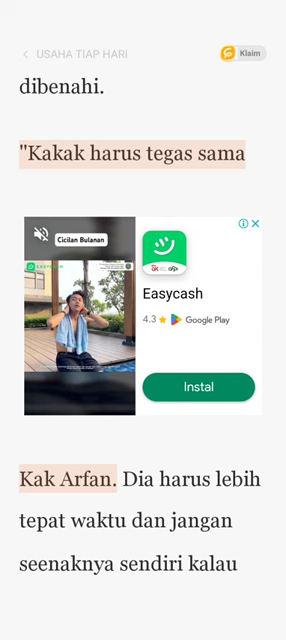 USAHA TIAP HARI
Klaim
dibenahi.
"Kakak harus tegas sama
Cicilan Bulanan
Easycash
4.3
Google Play
Instal
Kak Arfan. Dia harus lebih
tepat waktu dan jangan
seenaknya sendiri kalau